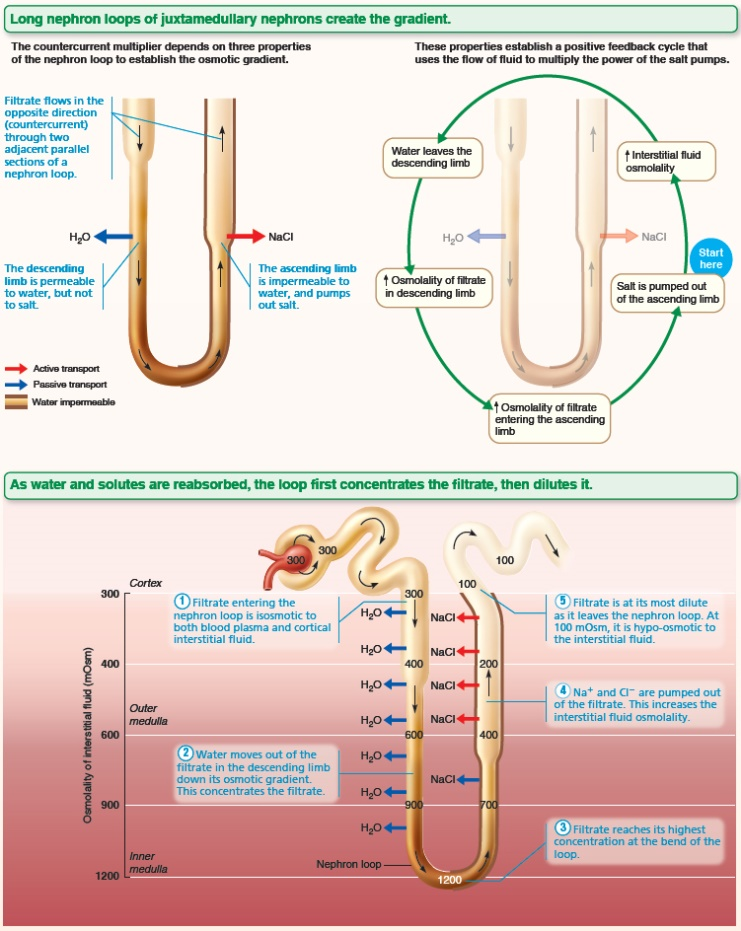 Long nephron loops of juxtamedullary nephrons create the gradient.
The countercurrent multiplier depends on three properties
of the nephron loop to establish the osmotic gradient.
Filtrate flows in the
opposite direction
(countercurrent)
through two
adjacent parallel
sections of a
nephron loop.
H₂O
NaCl
The descending
limb is permeable
to water, but not
to salt.
The ascending limb
is impermeable to
water, and pumps
out salt.
Active transport
Passive transport
Water impermeable
These properties establish a positive feedback cycle that
uses the flow of fluid to multiply the power of the salt pumps.
Water leaves the
descending limb
↑ Interstitial fluid
osmolality
H₂O
NaCl
Start
here
↑ Osmolality of filtrate
in descending limb
Salt is pumped out
of the ascending limb
↑ Osmolality of filtrate
entering the ascending
limb
As water and solutes are reabsorbed, the loop first concentrates the filtrate, then dilutes it.
300
300
100
100
Cortex
300
400
600
900
1200
Osmolality of interstitial fluid (mOsm)
Outer
medulla
Inner
medulla
1 Filtrate entering the
nephron loop is isosmotic to
both blood plasma and cortical
interstitial fluid.
2 Water moves out of the
filtrate in the descending limb
down its osmotic gradient.
This concentrates the filtrate.
Nephron loop
H₂O
H₂O
H₂O
H₂O
H₂O
H₂O
H₂O
300
400
600
900
1200
NaCl
NaCl
NaCl
NaCl
NaCl
200
400
700
5 Filtrate is at its most dilute
as it leaves the nephron loop. At
100 mOsm, it is hypo-osmotic to
the interstitial fluid.
4 Na⁺ and Cl⁻ are pumped out
of the filtrate. This increases the
interstitial fluid osmolality.
3 Filtrate reaches its highest
concentration at the bend of the
loop.